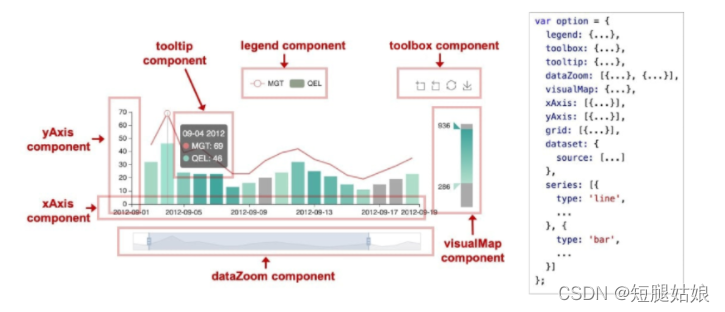 tooltip
component
legend component
toolbox component
MGT
QEL
yAxis
component
70
60
50
40
30
20
10
0
09-04 2012
MGT: 69
QEL: 46
936
286
xAxis
component
2012-09-01
2012-09-05
2012-09-09
2012-09-13
2012-09-17
2012-09-19
visualMap
component
dataZoom component
var option = {
legend: {...},
toolbox: {...},
tooltip: {...},
dataZoom: [{...}, {...}],
visualMap: {...},
xAxis: [{...}],
yAxis: [{...}],
grid: [{...}],
dataset: {
source: [...]
},
series: [{
type: 'line',
...
}, {
type: 'bar',
...
}]
};
CSDN @短腿姑娘